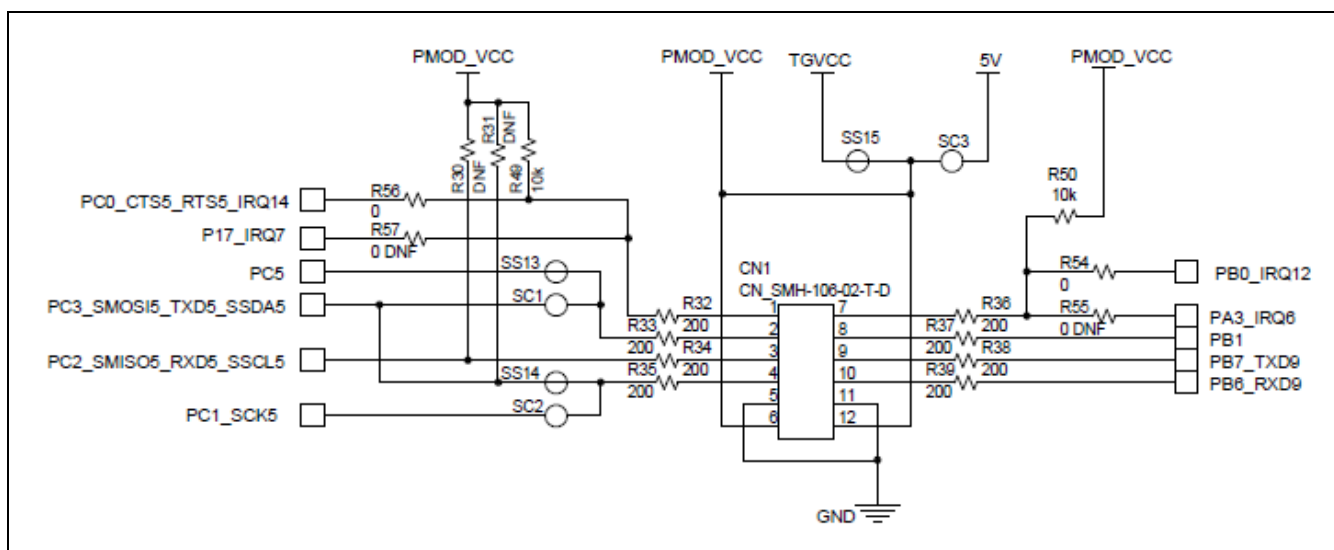 PMOD_VCC
PMOD_VCC
TGVCC
5V
PMOD_VCC
R30
DNF
R31
DNF
R49
10k
SS15
SC3
R50
10k
PC0_CTS5_RTS5_IRQ14
R56
0
P17_IRQ7
R57
0 DNF
PC5
SS13
PC3_SMOSI5_TXD5_SSDA5
SC1
PC2_SMISO5_RXD5_SSCL5
SS14
PC1_SCK5
SC2
R32
200
R33
200
R34
200
R35
200
CN1
CN_SMH-106-02-T-D
1
2
3
4
5
6
7
8
9
10
11
12
R36
200
R37
200
R38
200
R39
200
R54
0
PB0_IRQ12
R55
0 DNF
PA3_IRQ6
PB1
PB7_TXD9
PB6_RXD9
GND